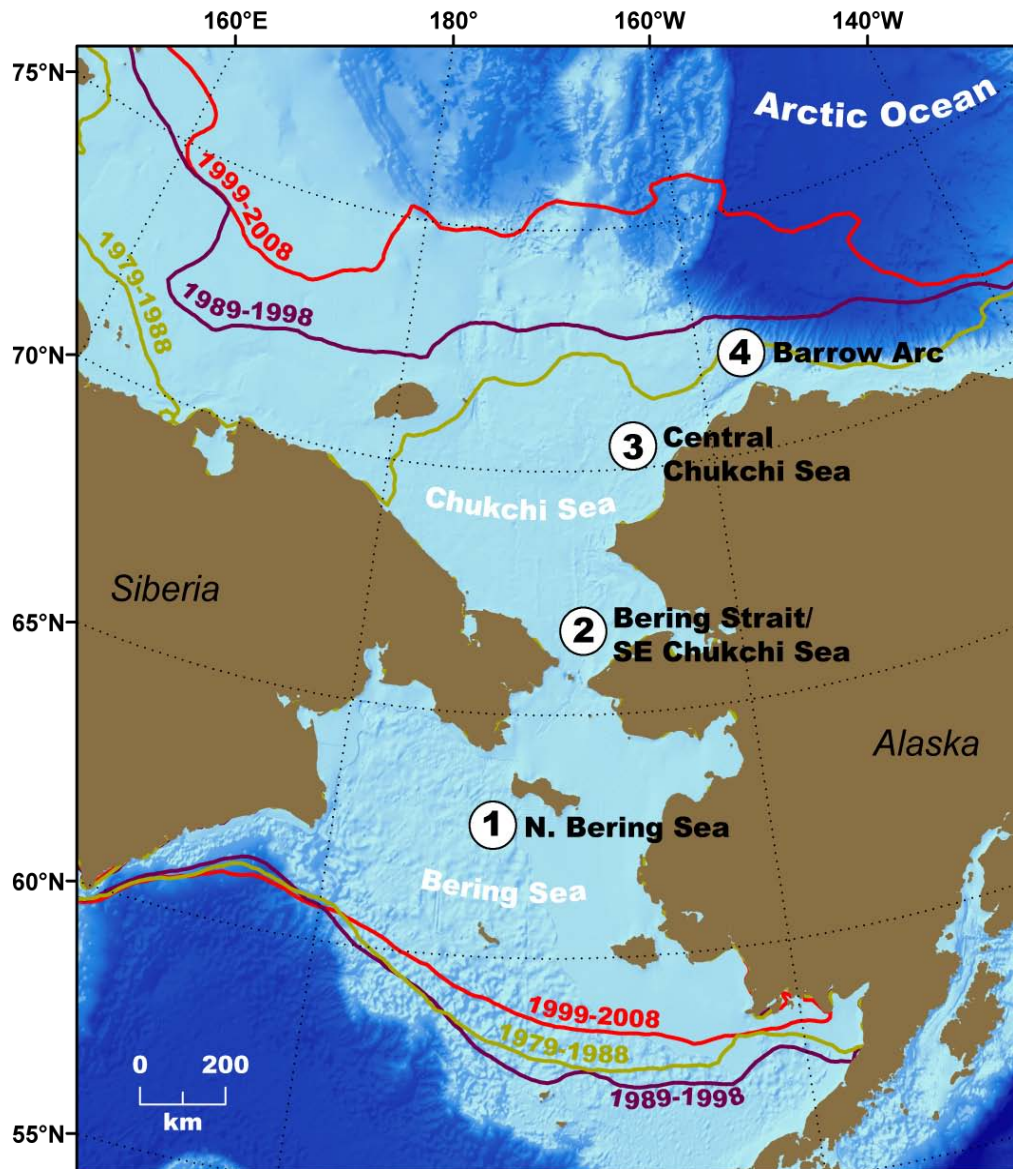 160°E
180°
160°W
140°W
75°N
Arctic Ocean
1999-2008
1979-1988
1989-1998
70°N
4 Barrow Arc
3 Central
Chukchi Sea
Chukchi Sea
Siberia
65°N
2 Bering Strait/
SE Chukchi Sea
Alaska
1 N. Bering Sea
60°N
Bering Sea
1999-2008
1979-1988
0 200
km
1989-1998
55°N